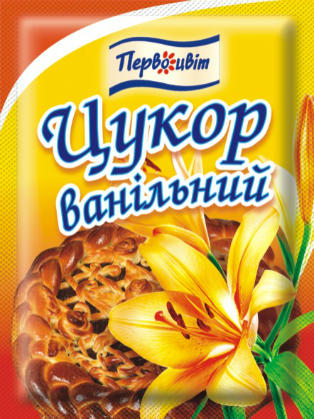 Первоцвіт
Цукор
ванільний